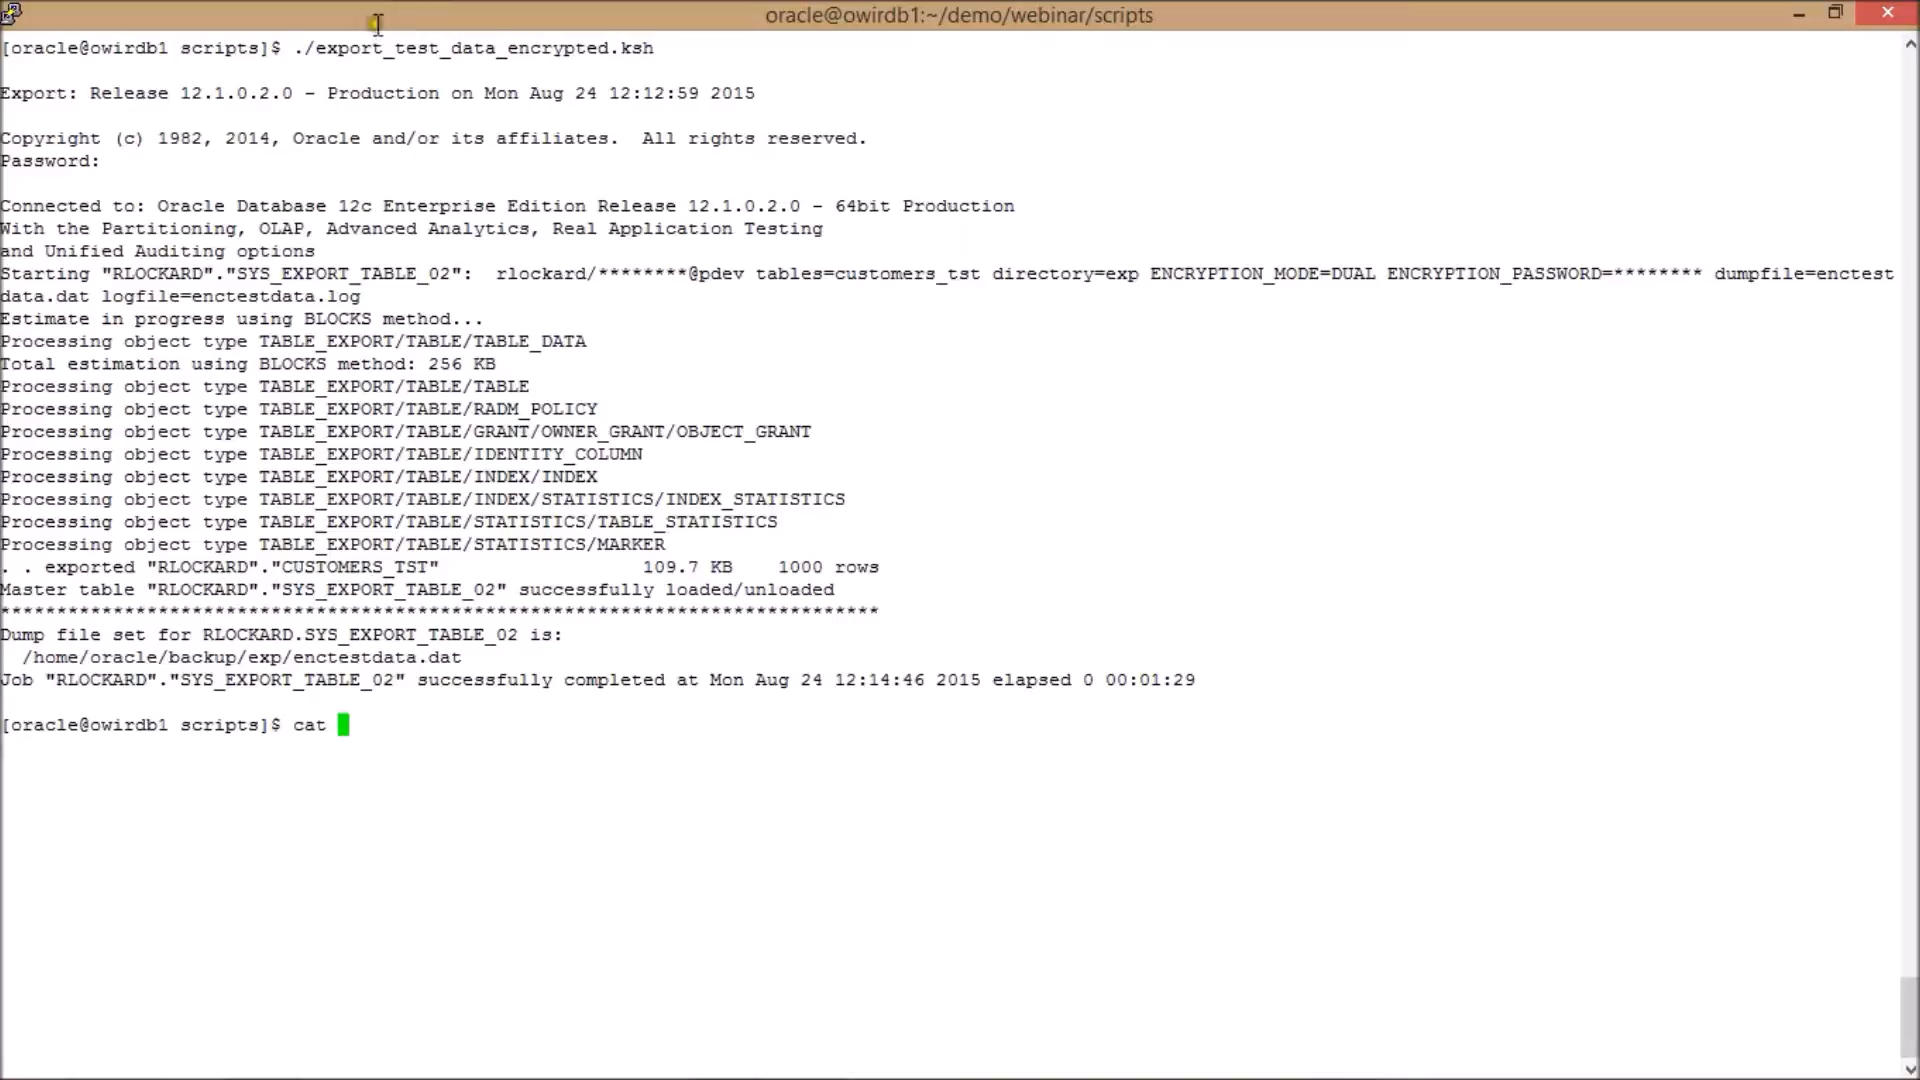 oracle@owirdb1:~/demo/webinar/scripts
[oracle@owirdb1 scripts]$ ./export_test_data_encrypted.ksh
Export: Release 12.1.0.2.0 - Production on Mon Aug 24 12:12:59 2015
Copyright (c) 1982, 2014, Oracle and/or its affiliates.  All rights reserved.
Password:
Connected to: Oracle Database 12c Enterprise Edition Release 12.1.0.2.0 - 64bit Production
With the Partitioning, OLAP, Advanced Analytics, Real Application Testing
and Unified Auditing options
Starting "RLOCKARD"."SYS_EXPORT_TABLE_02":  rlockard/********@pdev tables=customers_tst directory=exp ENCRYPTION_MODE=DUAL ENCRYPTION_PASSWORD=******** dumpfile=enctest
data.dat logfile=enctestdata.log
Estimate in progress using BLOCKS method...
Processing object type TABLE_EXPORT/TABLE/TABLE_DATA
Total estimation using BLOCKS method: 256 KB
Processing object type TABLE_EXPORT/TABLE/TABLE
Processing object type TABLE_EXPORT/TABLE/RADM_POLICY
Processing object type TABLE_EXPORT/TABLE/GRANT/OWNER_GRANT/OBJECT_GRANT
Processing object type TABLE_EXPORT/TABLE/IDENTITY_COLUMN
Processing object type TABLE_EXPORT/TABLE/INDEX/INDEX
Processing object type TABLE_EXPORT/TABLE/INDEX/STATISTICS/INDEX_STATISTICS
Processing object type TABLE_EXPORT/TABLE/STATISTICS/TABLE_STATISTICS
Processing object type TABLE_EXPORT/TABLE/STATISTICS/MARKER
. . exported "RLOCKARD"."CUSTOMERS_TST"                  109.7 KB    1000 rows
Master table "RLOCKARD"."SYS_EXPORT_TABLE_02" successfully loaded/unloaded
******************************************************************************
Dump file set for RLOCKARD.SYS_EXPORT_TABLE_02 is:
  /home/oracle/backup/exp/enctestdata.dat
Job "RLOCKARD"."SYS_EXPORT_TABLE_02" successfully completed at Mon Aug 24 12:14:46 2015 elapsed 0 00:01:29
[oracle@owirdb1 scripts]$ cat